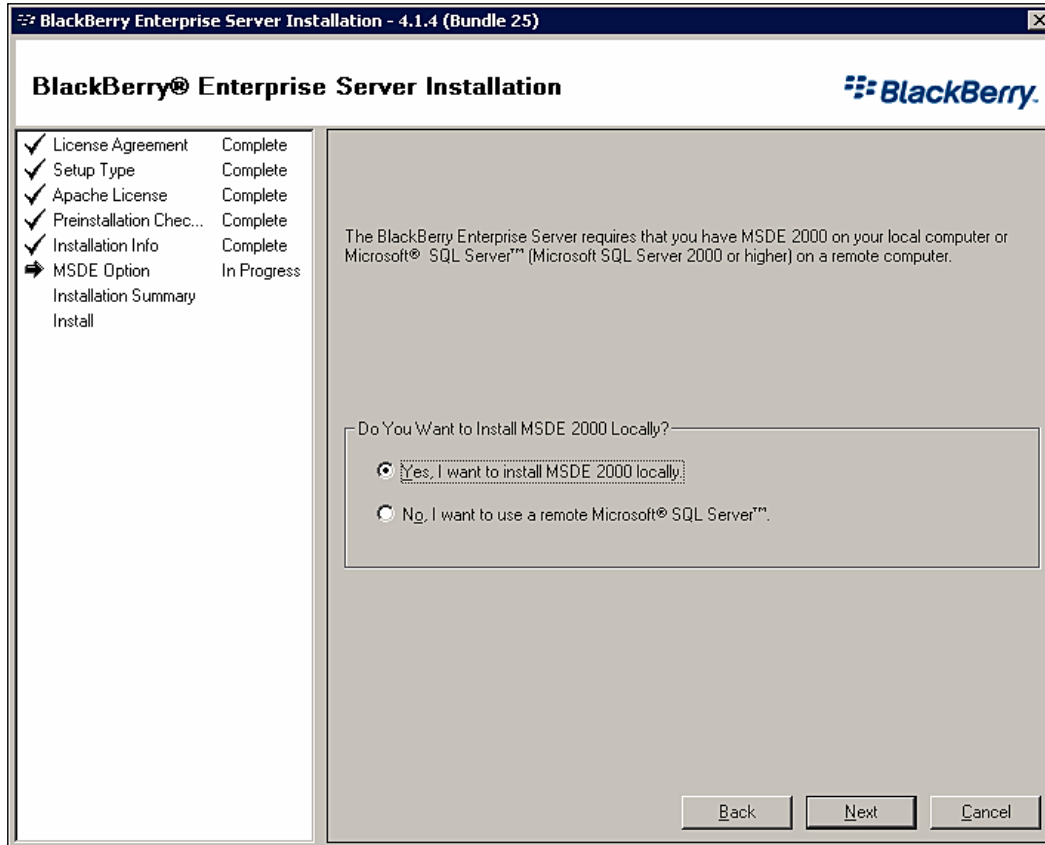 BlackBerry Enterprise Server Installation - 4.1.4 (Bundle 25)
BlackBerry® Enterprise Server Installation
BlackBerry.
License Agreement Complete
Setup Type Complete
Apache License Complete
Preinstallation Chec... Complete
Installation Info Complete
MSDE Option In Progress
Installation Summary
Install
The BlackBerry Enterprise Server requires that you have MSDE 2000 on your local computer or
Microsoft® SQL Server™ (Microsoft SQL Server 2000 or higher) on a remote computer.
Do You Want to Install MSDE 2000 Locally?
Yes, I want to install MSDE 2000 locally.
No, I want to use a remote Microsoft® SQL Server™.
Back Next Cancel